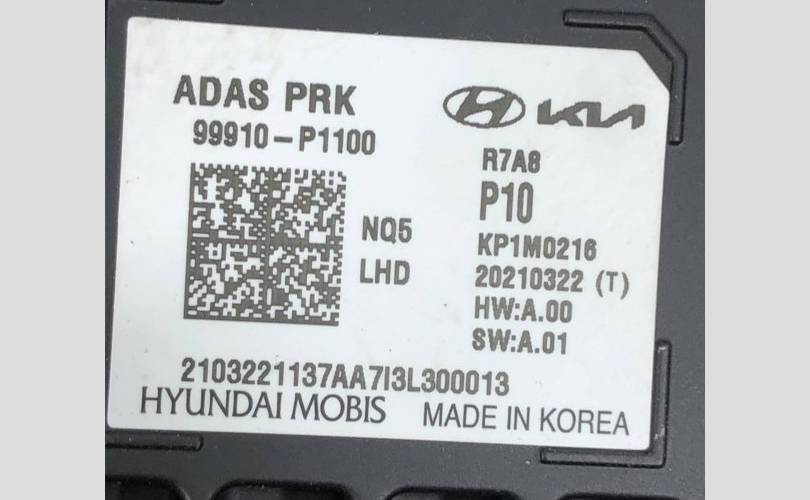 ADAS PRK
99910-P1100
KIA
R7A8
P10
NQ5
LHD
KP1M0216
20210322 (T)
HW:A.00
SW:A.01
2103221137AA7I3L300013
HYUNDAI MOBIS
MADE IN KOREA